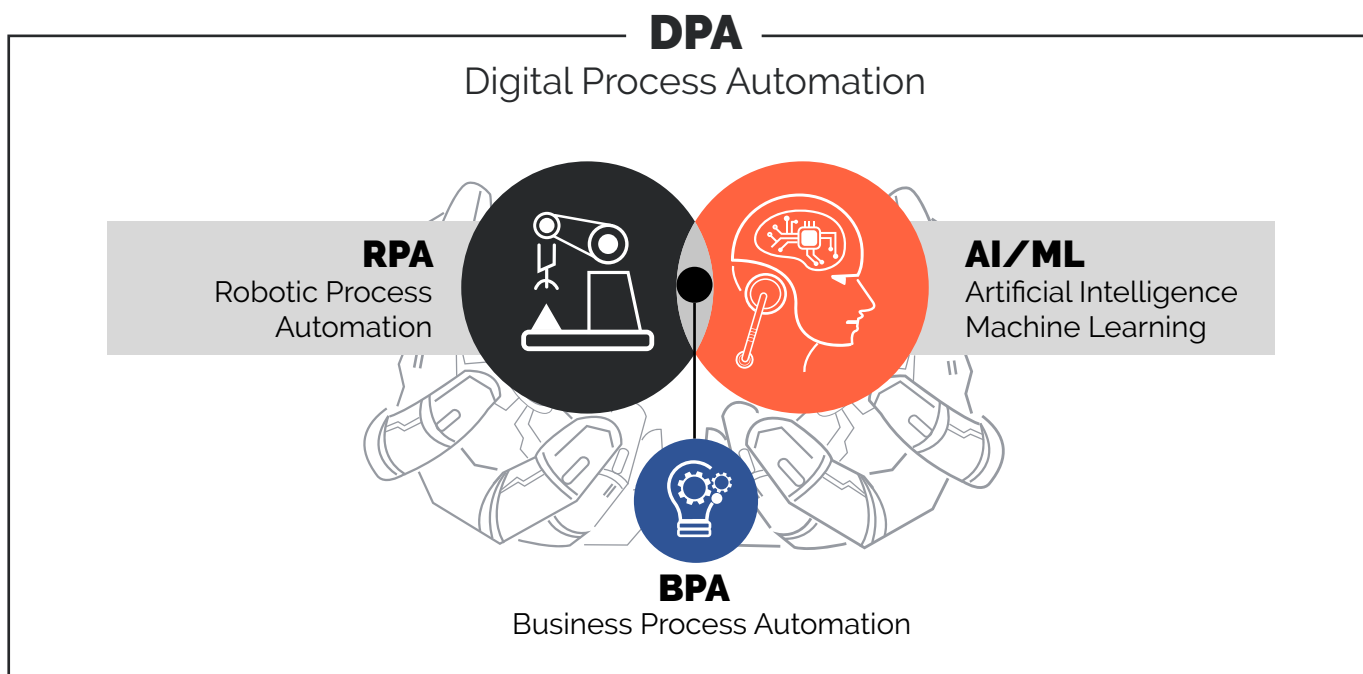 DPA
Digital Process Automation
RPA
Robotic Process
Automation
AI/ML
Artificial Intelligence
Machine Learning
BPA
Business Process Automation